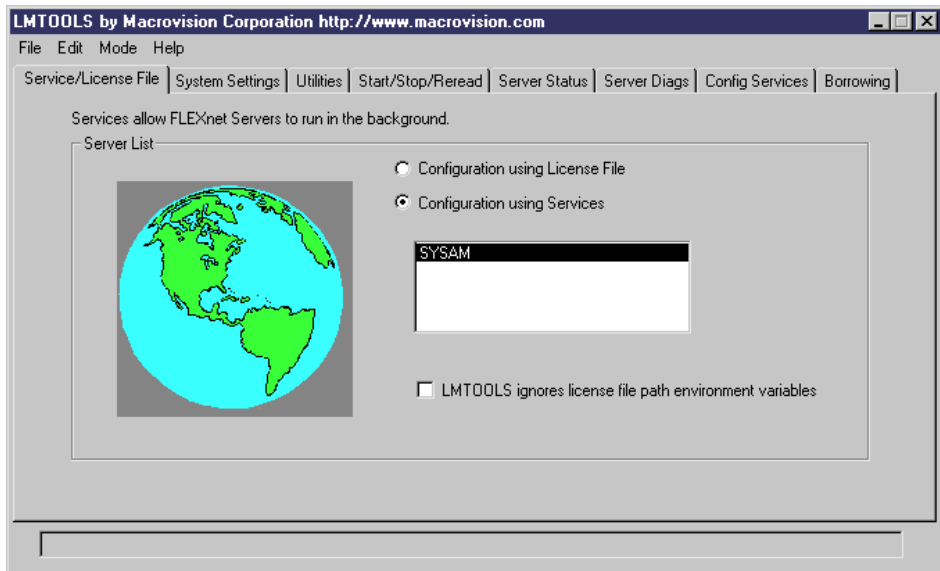 LMTOOLS by Macrovision Corporation http://www.macrovision.com
File Edit Mode Help
Service/License File System Settings Utilities Start/Stop/Reread Server Status Server Diags Config Services Borrowing
Services allow FLEXnet Servers to run in the background.
Server List
Configuration using License File
Configuration using Services
SYSAM
LMTOOLS ignores license file path environment variables